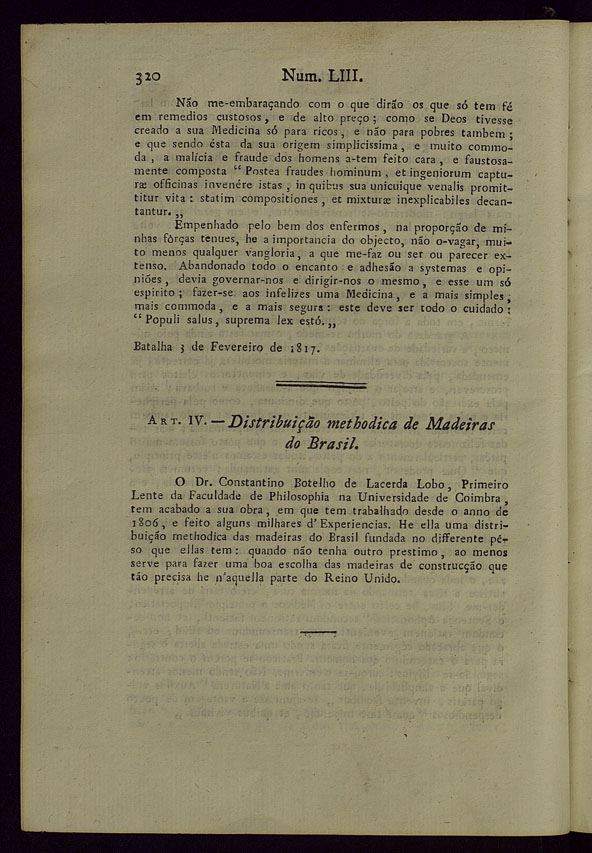 320 Num. LIII.
Não me-embaraçando com o que dirão os que só tem fé
em remedios custosos, e de alto preço; como se Deos tivesse
creado a sua Medicina só para ricos, e não para pobres tambem;
e que sendo ésta da sua origem simplicissima, e muito commo-
da, a malícia e fraude dos homens a-tem feito cara, e faustosa-
mente composta “ Postea fraudes hominum, et ingeniorum captu-
ræ officinas invenére istas, in quibus sua unicuique venalis promit-
titur vita: statim compositiones, et mixturæ inexplicabiles decan-
tantur. „
Empenhado pelo bem dos enfermos, na proporção de mi-
nhas fôrças tenues, he a importancia do objecto, não o-vagar, mui-
to menos qualquer vangloria, a que me-faz ou ser ou parecer ex-
tenso. Abandonado todo o encanto e adhesão a systemas e opi-
niões, devia governar-nos e dirigir-nos o mesmo, e esse um só
espirito; fazer-se aos infelizes uma Medicina, e a mais simples,
mais commoda, e a mais segura: este deve ser todo o cuidado:
“ Populi salus, suprema lex estó. „
Batalha 3 de Fevereiro de 1817.
ART. IV. — Distribuição methodica de Madeiras
do Brasil.
O Dr. Constantino Botelho de Lacerda Lobo, Primeiro
Lente da Faculdade de Philosophia na Universidade de Coimbra,
tem acabado a sua obra, em que tem trabalhado desde o anno de
1806, e feito alguns milhares d'Experiencias. He ella uma distri-
buição methodica das madeiras do Brasil fundada no differente pé-
so que ellas tem: quando não tenha outro prestimo, ao menos
serve para fazer uma boa escolha das madeiras de construcção que
tão precisa he n'aquella parte do Reino Unido.